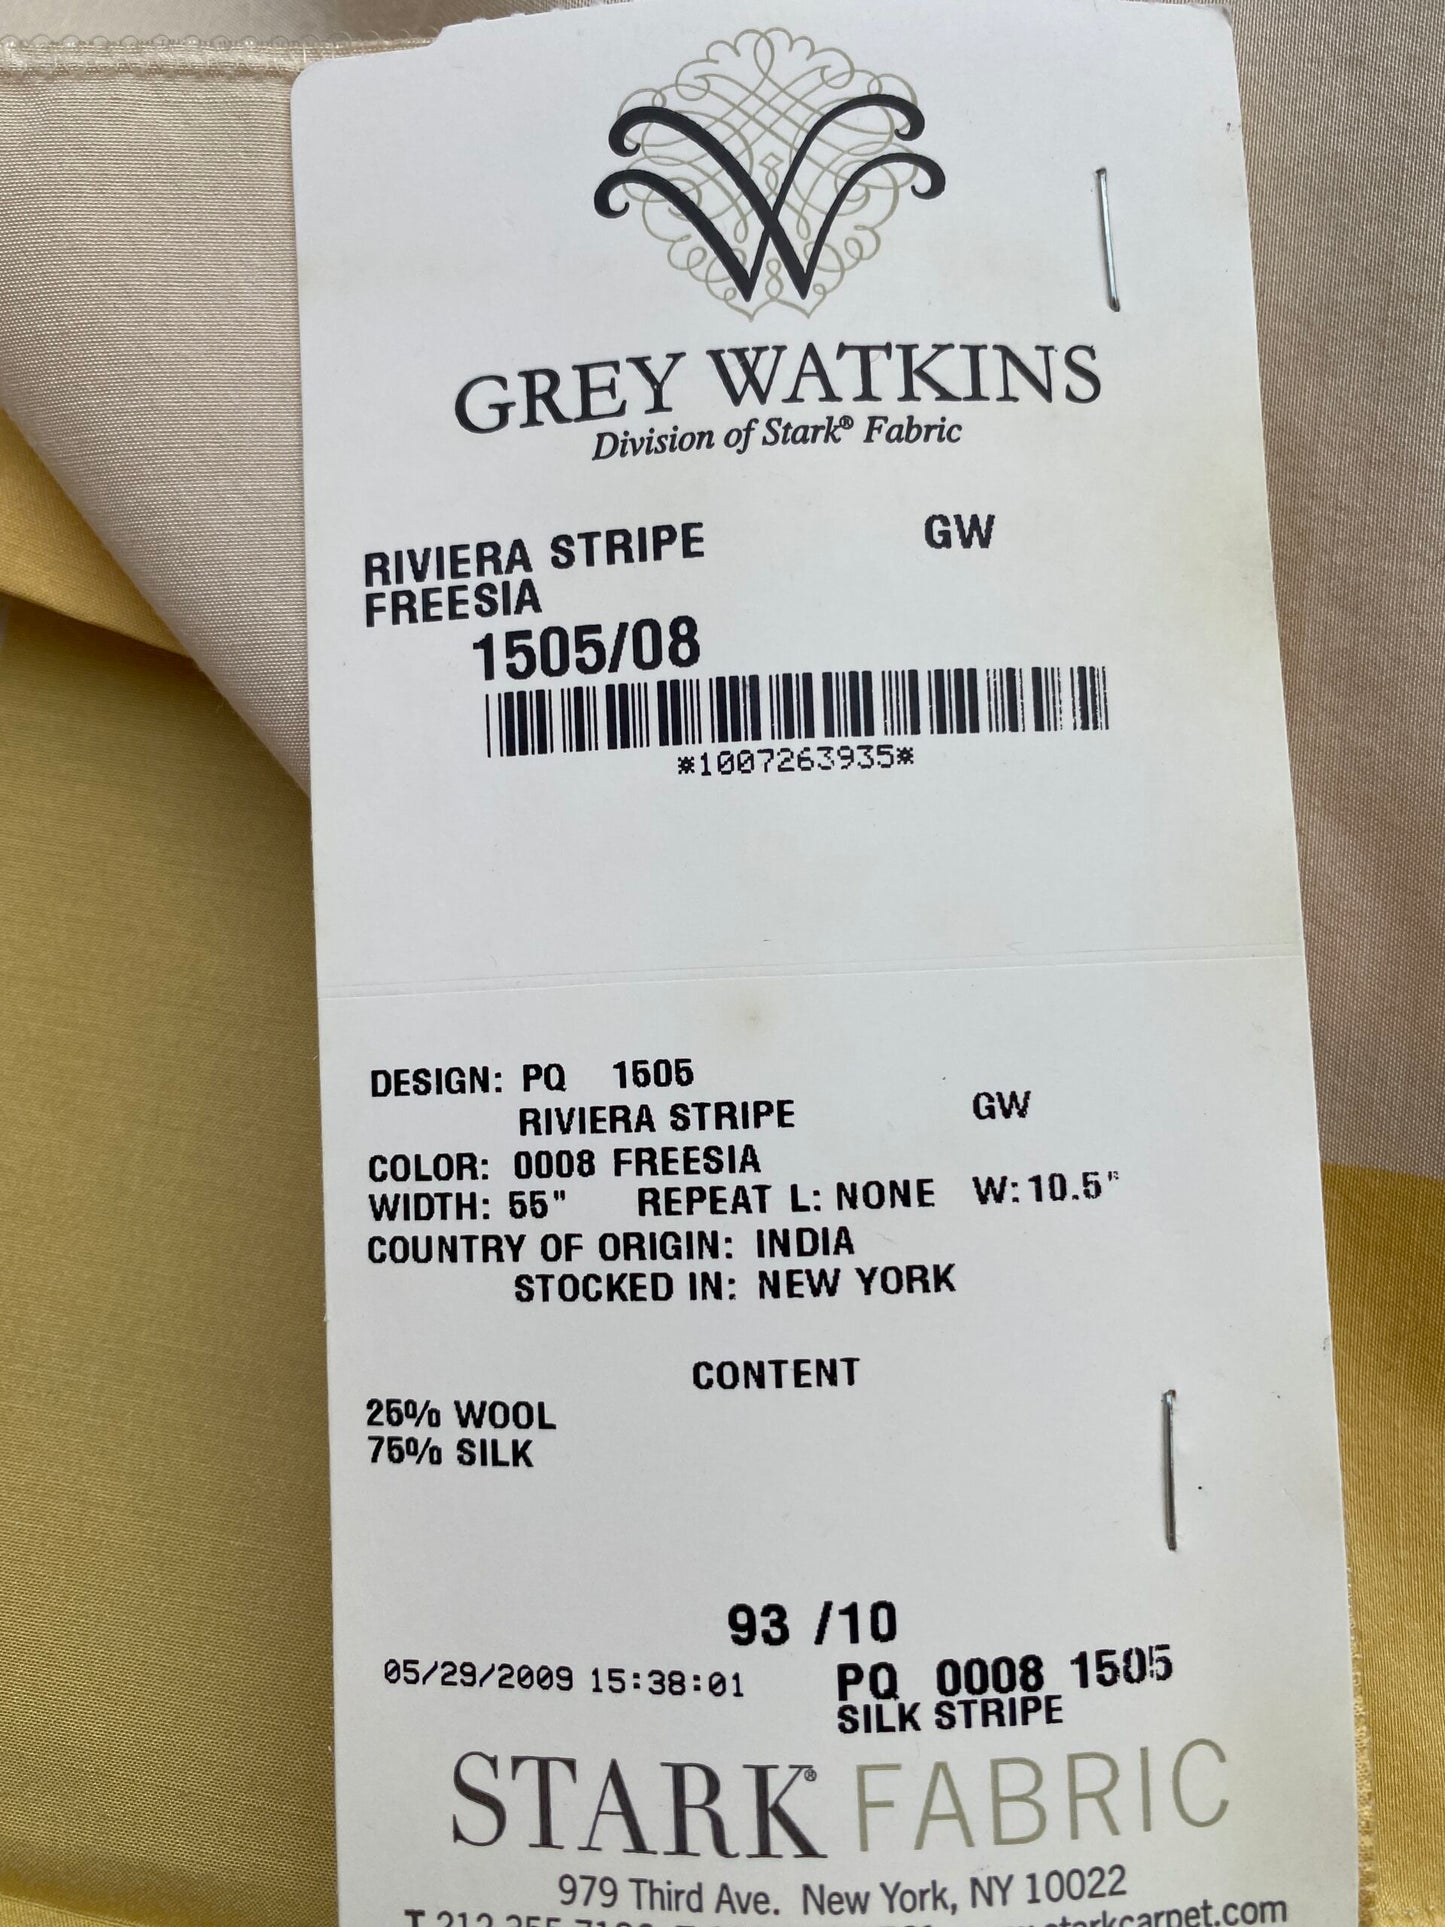 W
GREY WATKINS
Division of Stark® Fabric
RIVIERA STRIPE GW
FREESIA
1505/08
*1007263935*
DESIGN: PQ 1505
RIVIERA STRIPE GW
COLOR: 0008 FREESIA
WIDTH: 55" REPEAT L: NONE W: 10.5"
COUNTRY OF ORIGIN: INDIA
STOCKED IN: NEW YORK
CONTENT
25% WOOL
75% SILK
93 /10
05/29/2009 15:38:01 PQ 0008 1505
SILK STRIPE
STARK® FABRIC
979 Third Ave. New York, NY 10022
T 212